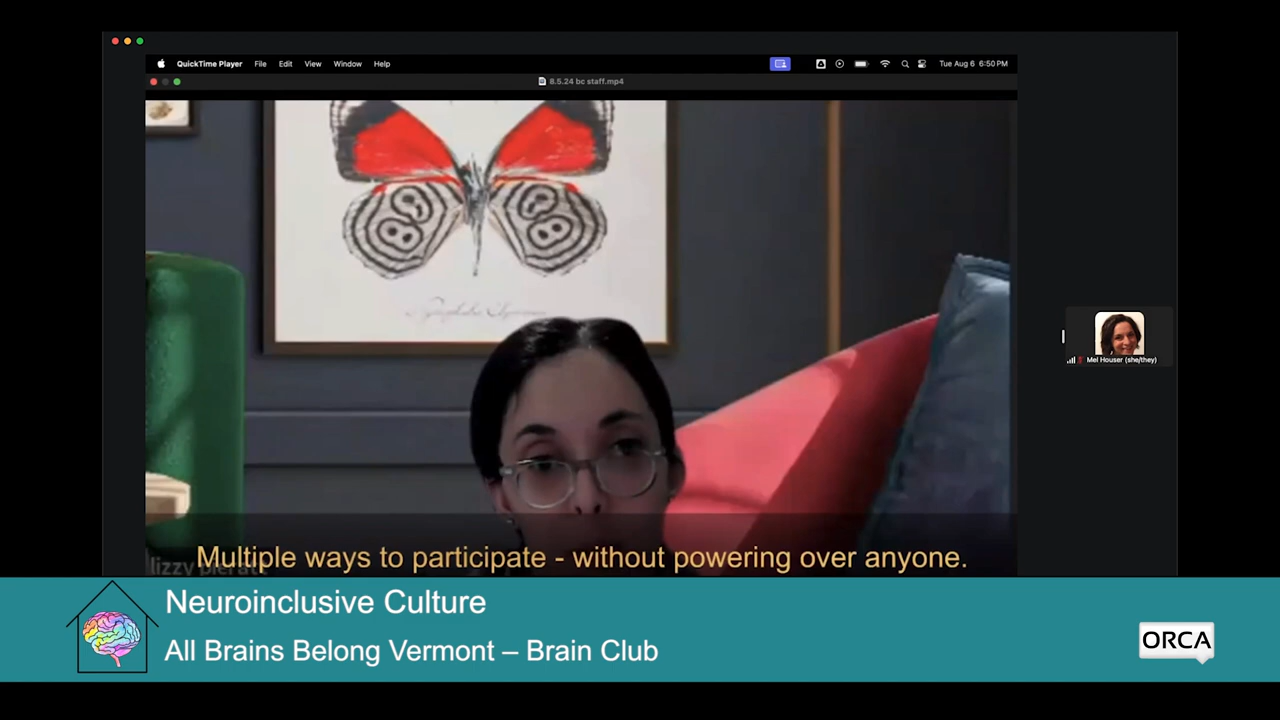 QuickTime Player File Edit View Window Help Tue Aug 6 6:50 PM
8.5.24 bc staff.mp4
Mel Houser (she/they)
Multiple ways to participate - without powering over anyone.
lizzy
Neuroinclusive Culture
All Brains Belong Vermont – Brain Club
ORCA